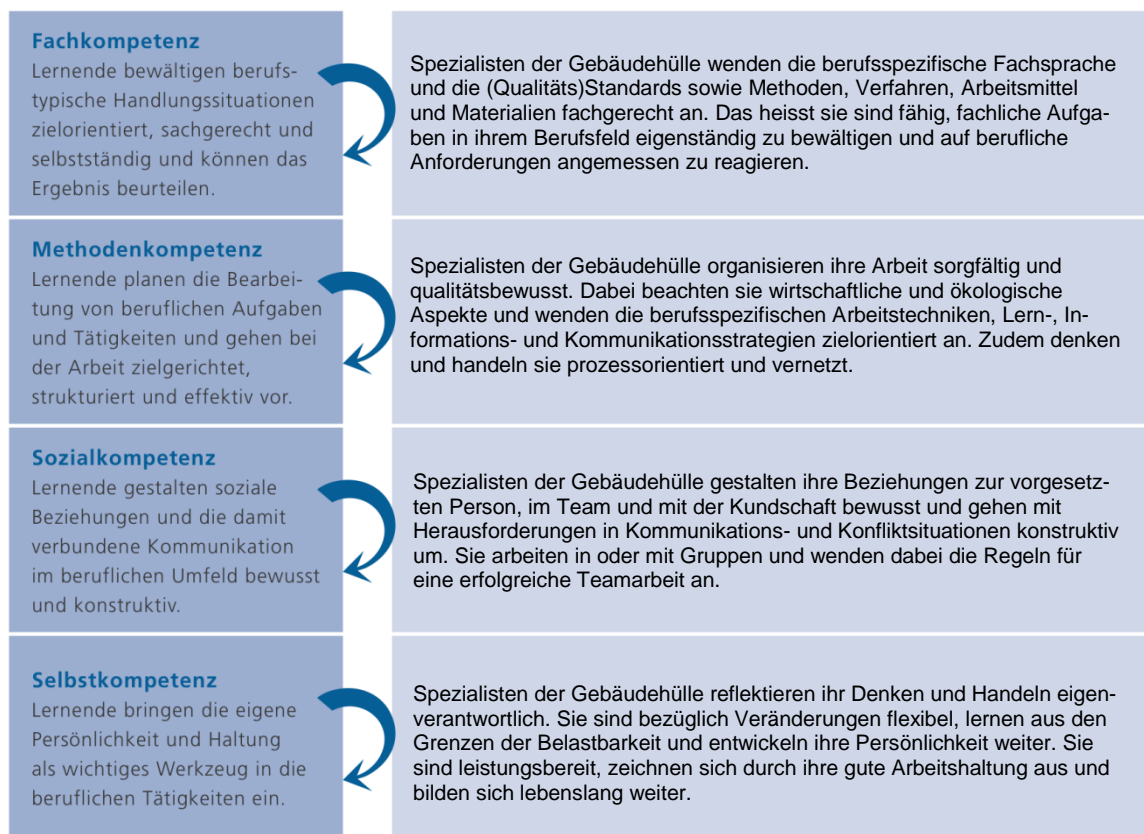 Fachkompetenz
Lernende bewältigen berufs-
typische Handlungssituationen
zielorientiert, sachgerecht und
selbstständig und können das
Ergebnis beurteilen.
Spezialisten der Gebäudehülle wenden die berufsspezifische Fachsprache
und die (Qualitäts)Standards sowie Methoden, Verfahren, Arbeitsmittel
und Materialien fachgerecht an. Das heisst sie sind fähig, fachliche Aufga-
ben in ihrem Berufsfeld eigenständig zu bewältigen und auf berufliche
Anforderungen angemessen zu reagieren.
Methodenkompetenz
Lernende planen die Bearbei-
tung von beruflichen Aufgaben
und Tätigkeiten und gehen bei
der Arbeit zielgerichtet,
strukturiert und effektiv vor.
Spezialisten der Gebäudehülle organisieren ihre Arbeit sorgfältig und
qualitätsbewusst. Dabei beachten sie wirtschaftliche und ökologische
Aspekte und wenden die berufsspezifischen Arbeitstechniken, Lern-, In-
formations- und Kommunikationsstrategien zielorientiert an. Zudem denken
und handeln sie prozessorientiert und vernetzt.
Sozialkompetenz
Lernende gestalten soziale
Beziehungen und die damit
verbundene Kommunikation
im beruflichen Umfeld bewusst
und konstruktiv.
Spezialisten der Gebäudehülle gestalten ihre Beziehungen zur vorgesetz-
ten Person, im Team und mit der Kundschaft bewusst und gehen mit
Herausforderungen in Kommunikations- und Konfliktsituationen konstruktiv
um. Sie arbeiten in oder mit Gruppen und wenden dabei die Regeln für
eine erfolgreiche Teamarbeit an.
Selbstkompetenz
Lernende bringen die eigene
Persönlichkeit und Haltung
als wichtiges Werkzeug in die
beruflichen Tätigkeiten ein.
Spezialisten der Gebäudehülle reflektieren ihr Denken und Handeln eigen-
verantwortlich. Sie sind bezüglich Veränderungen flexibel, lernen aus den
Grenzen der Belastbarkeit und entwickeln ihre Persönlichkeit weiter. Sie
sind leistungsbereit, zeichnen sich durch ihre gute Arbeitshaltung aus und
bilden sich lebenslang weiter.